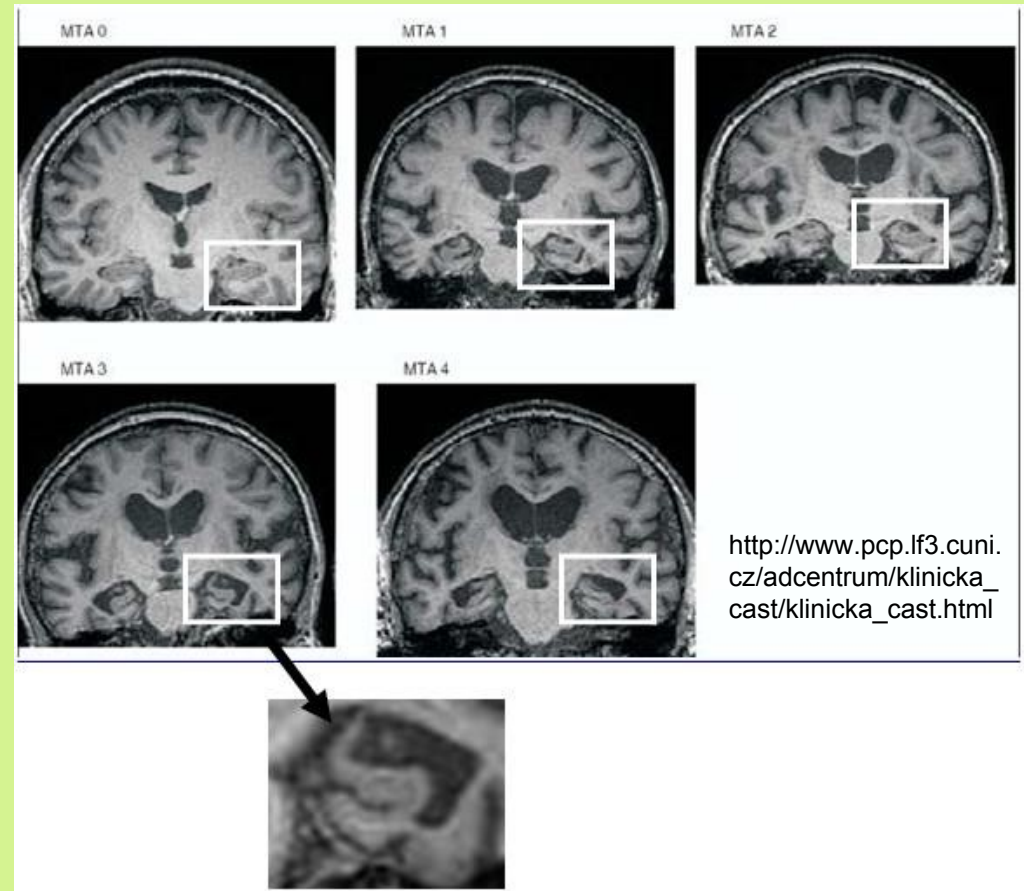 MTA 0
MTA 1
MTA 2
MTA 3
MTA 4
http://www.pcp.lf3.cuni.
cz/adcentrum/klinicka_
cast/klinicka_cast.html